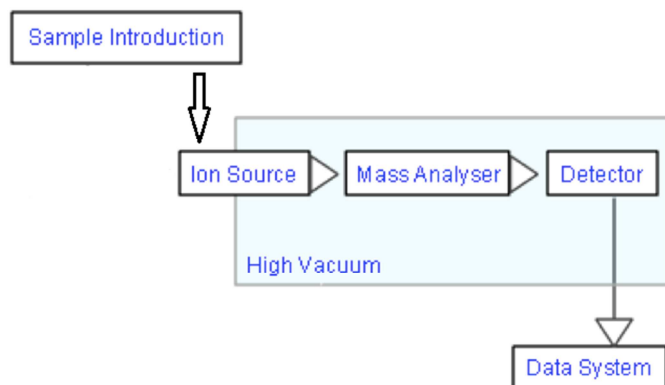 Sample Introduction
Ion Source
Mass Analyser
Detector
High Vacuum
Data System